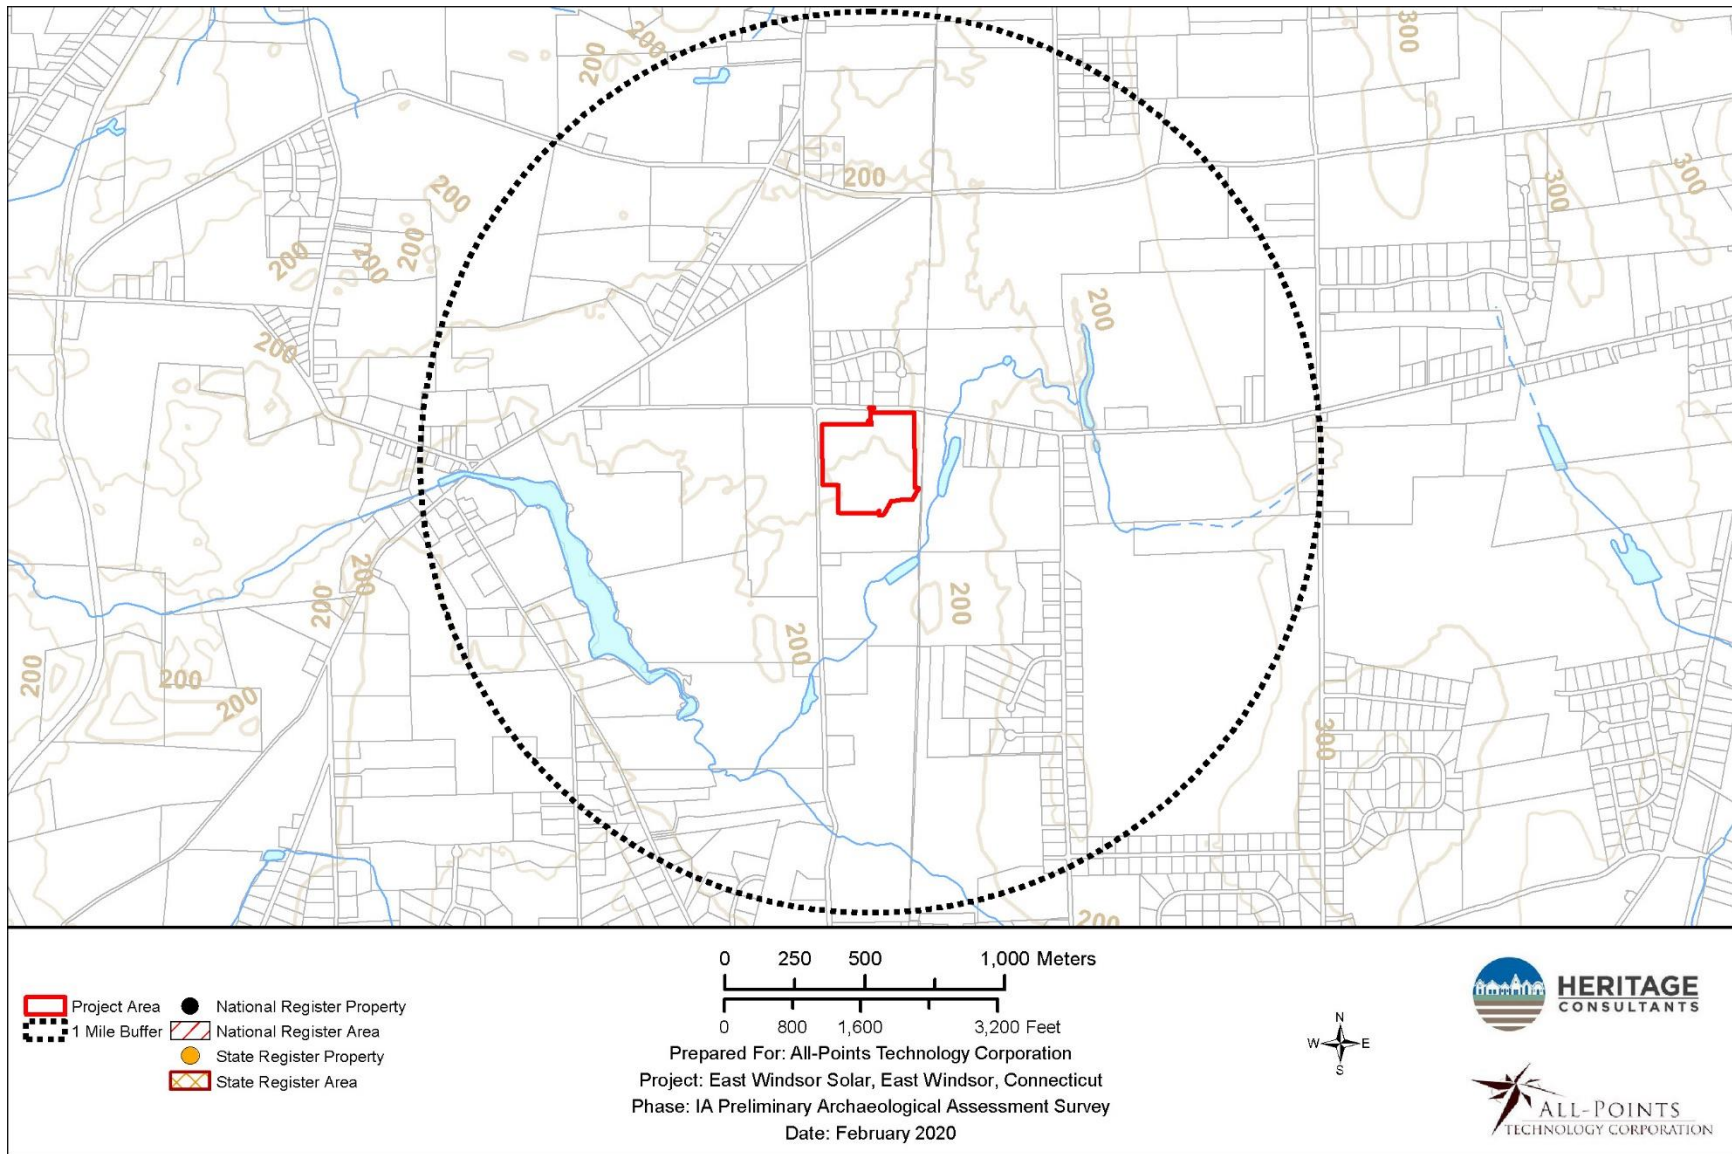 200
200
300
200
200
300
300
200
200
200
200
200
200
200
200
200
200
200
200
200
300
200
0 250 500 1,000 Meters
0 800 1,600 3,200 Feet
Project Area
1 Mile Buffer
National Register Property
National Register Area
State Register Property
State Register Area
Prepared For: All-Points Technology Corporation
Project: East Windsor Solar, East Windsor, Connecticut
Phase: IA Preliminary Archaeological Assessment Survey
Date: February 2020
N
W E
S
HERITAGE
CONSULTANTS
ALL-POINTS
TECHNOLOGY CORPORATION